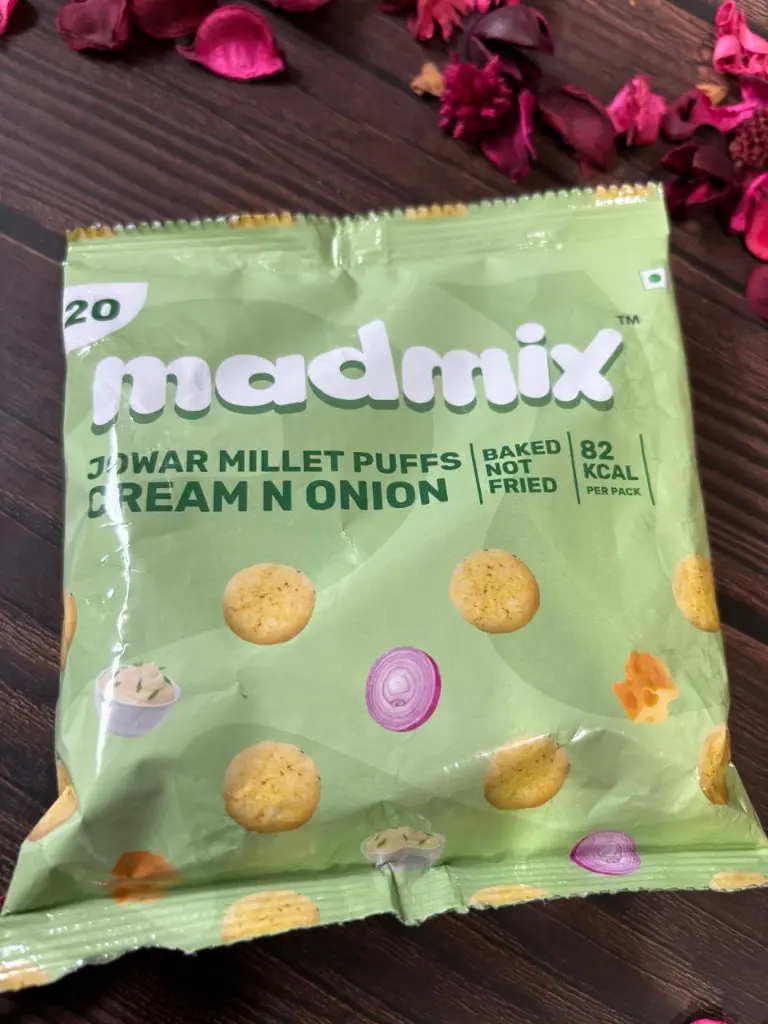 20
madmix™
JOWAR MILLET PUFFS
CREAM N ONION
BAKED
NOT
FRIED
82
KCAL
PER PACK